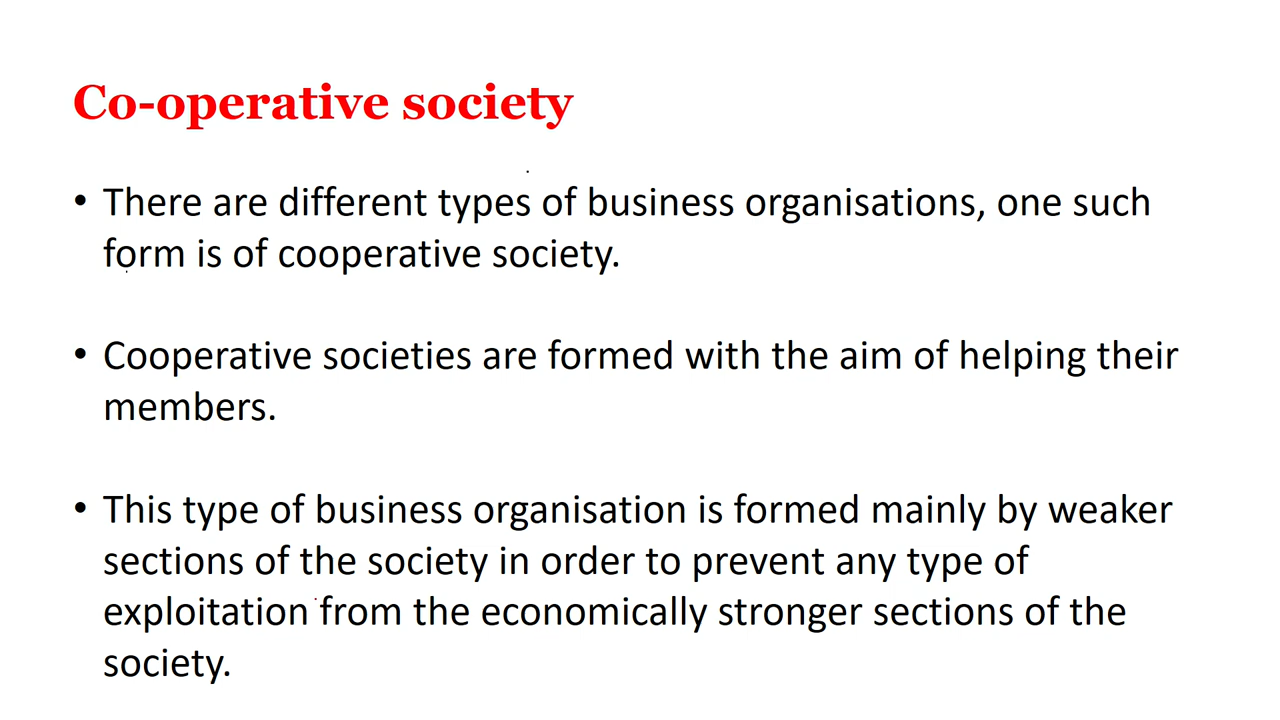 Co-operative society
• There are different types of business organisations, one such
form is of cooperative society.
• Cooperative societies are formed with the aim of helping their
members.
• This type of business organisation is formed mainly by weaker
sections of the society in order to prevent any type of
exploitation from the economically stronger sections of the
society.